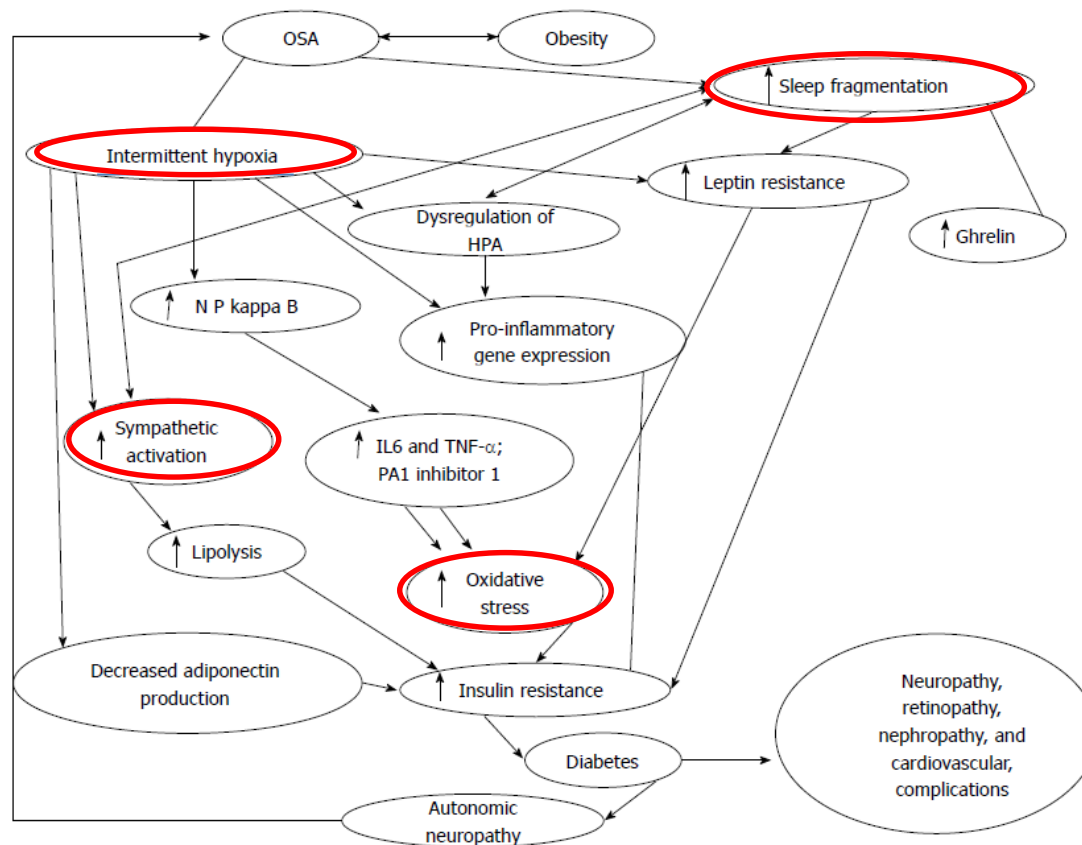 OSA
Obesity
↑ Sleep fragmentation
Intermittent hypoxia
↑ Leptin resistance
Dysregulation of
HPA
↑ Ghrelin
↑ N P kappa B
↑ Pro-inflammatory
gene expression
↑ Sympathetic
activation
↑ IL6 and TNF-α;
PA1 inhibitor 1
↑ Lipolysis
↑ Oxidative
stress
Decreased adiponectin
production
↑ Insulin resistance
Neuropathy,
retinopathy,
nephropathy, and
cardiovascular,
complications
Diabetes
Autonomic
neuropathy